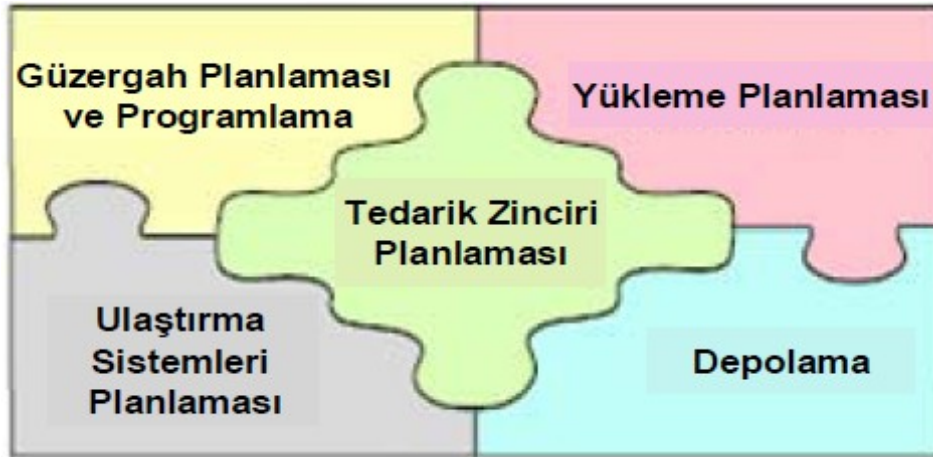 Güzergah Planlaması
ve Programlama
Yükleme Planlaması
Tedarik Zinciri
Planlaması
Ulaştırma
Sistemleri
Planlaması
Depolama